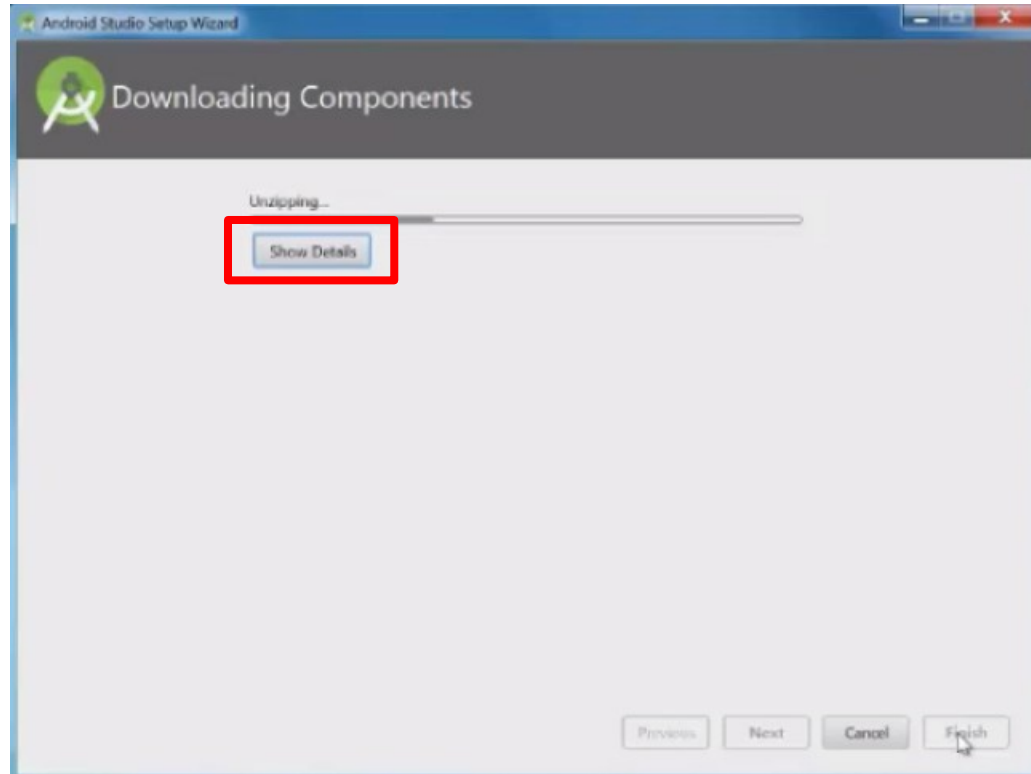 Android Studio Setup Wizard
Downloading Components
Unzipping...
Show Details
Previous Next Cancel Finish